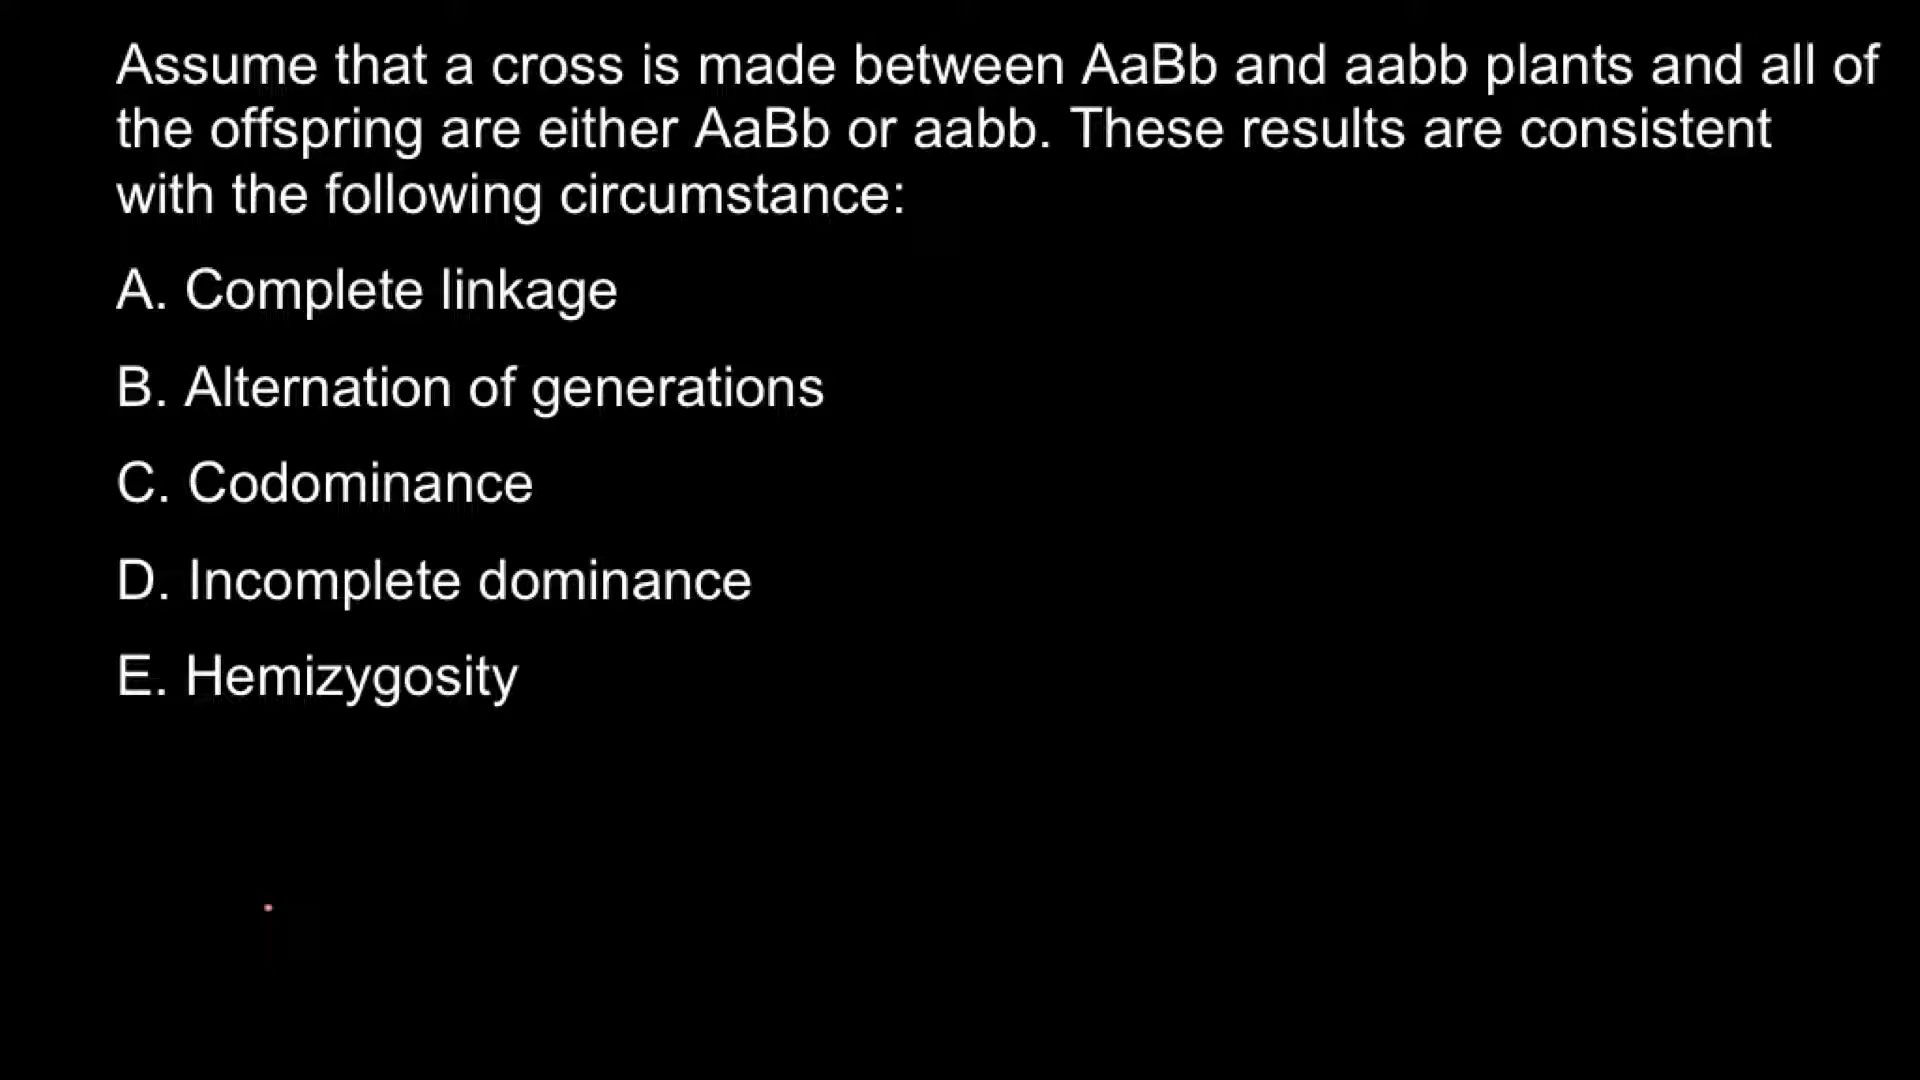 Assume that a cross is made between AaBb and aabb plants and all of
the offspring are either AaBb or aabb. These results are consistent
with the following circumstance:
A. Complete linkage
B. Alternation of generations
C. Codominance
D. Incomplete dominance
E. Hemizygosity